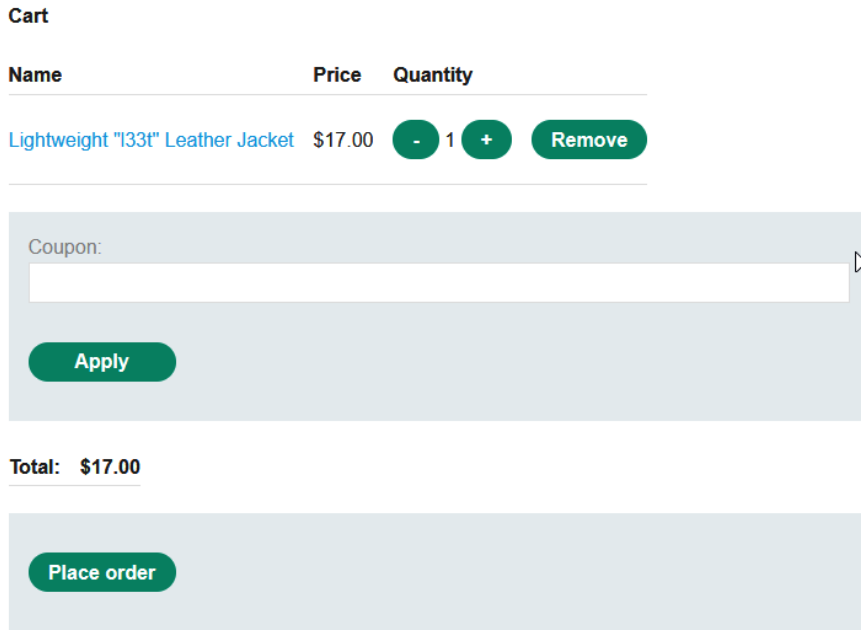 Cart
Name Price Quantity
Lightweight "l33t" Leather Jacket $17.00 - 1 + Remove
Coupon:
Apply
Total: $17.00
Place order